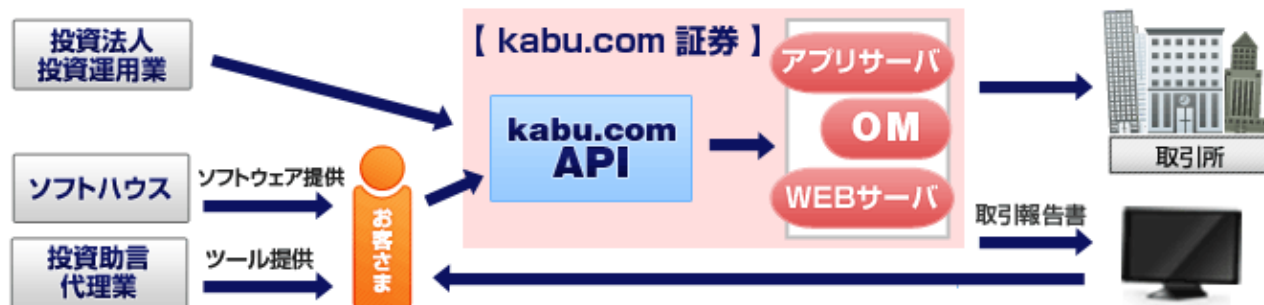 投資法人
投資運用業
【 kabu.com 証券 】
アプリサーバ
OM
WEBサーバ
kabu.com
API
取引所
ソフトハウス
ソフトウェア提供
お客さま
取引報告書
投資助言
代理業
ツール提供